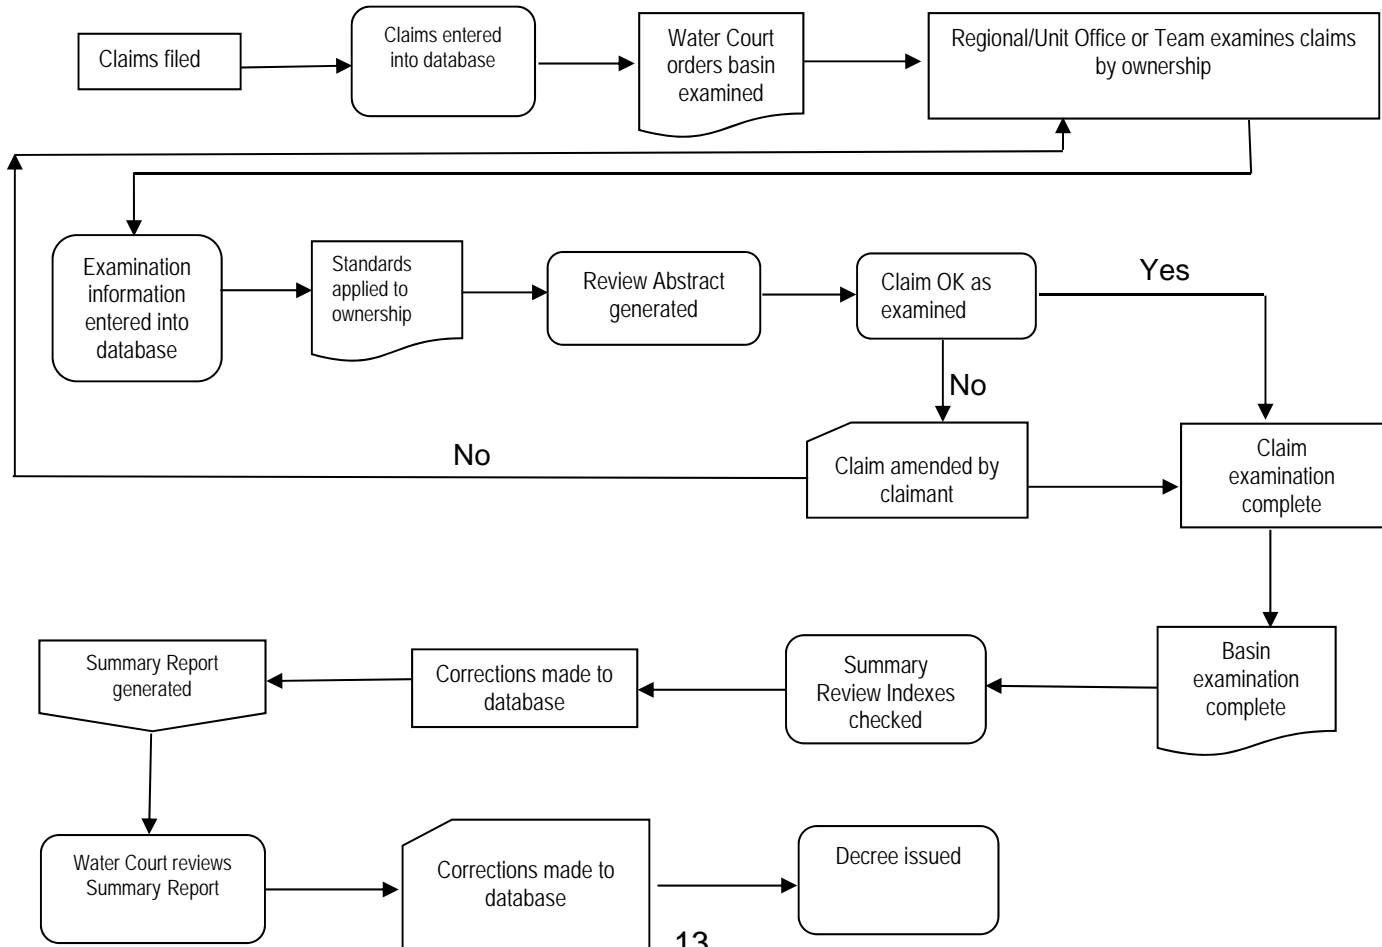 Claims filed
Claims entered
into database
Water Court
orders basin
examined
Regional/Unit Office or Team examines claims
by ownership
Examination
information
entered into
database
Standards
applied to
ownership
Review Abstract
generated
Claim OK as
examined
Yes
No
No
Claim amended by
claimant
Claim
examination
complete
Summary Report
generated
Corrections made to
database
Summary
Review Indexes
checked
Basin
examination
complete
Water Court reviews
Summary Report
Corrections made to
database
Decree issued
13